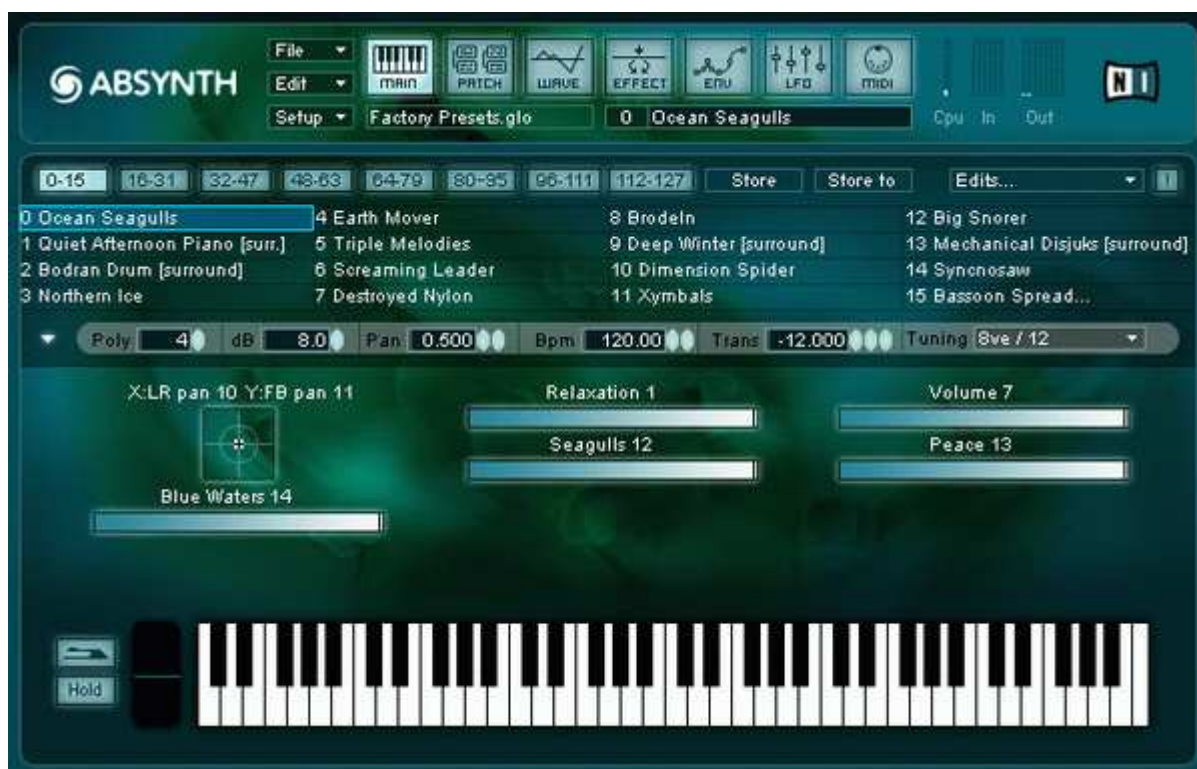 ABSYNTH
File
Edit
Setup
MAIN PATCH WAVE EFFECT ENV LFO MIDI
Factory Presets.glo
0 Ocean Seagulls
Cpu In Out
NI
0-15 16-31 32-47 48-63 64-79 80-95 96-111 112-127 Store Store to Edits...
0 Ocean Seagulls 4 Earth Mover 8 Brodeln 12 Big Snorer
1 Quiet Afternoon Piano [surr.] 5 Triple Melodies 9 Deep Winter [surround] 13 Mechanical Disjuks [surround]
2 Bodran Drum [surround] 6 Screaming Leader 10 Dimension Spider 14 Syncnosaw
3 Northern Ice 7 Destroyed Nylon 11 Xymbals 15 Bassoon Spread...
Poly 4 dB 8.0 Pan 0.500 Bpm 120.00 Trans -12.000 Tuning 8ve / 12
X:LR pan 10 Y:FB pan 11 Relaxation 1 Volume 7
Seagulls 12 Peace 13
Blue Waters 14
Hold